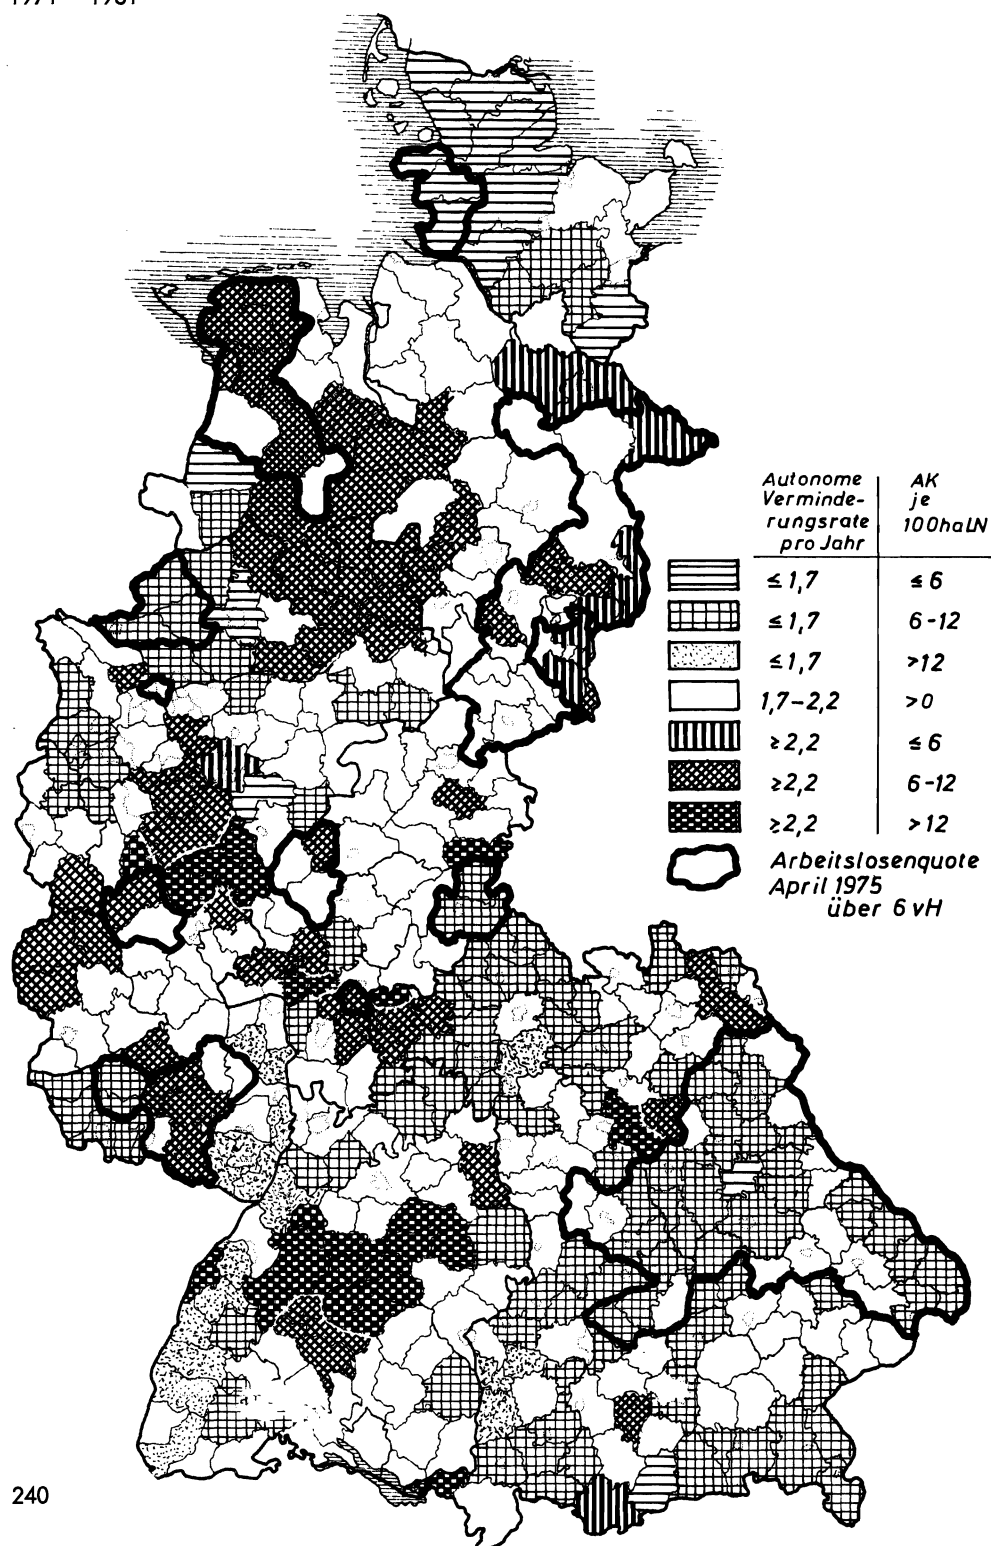 Autonome
Verminde-
rungsrate
pro Jahr
AK
je
100haLN
≤ 1,7 ≤ 6
≤ 1,7 6-12
≤ 1,7 >12
1,7-2,2 >0
≥ 2,2 ≤ 6
≥ 2,2 6-12
≥ 2,2 >12
Arbeitslosenquote
April 1975
über 6 vH
240